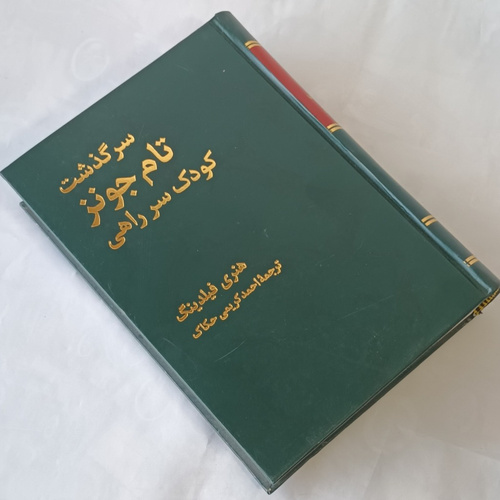 سرگذشت
تام جونز
کودک سر راهی
هنری فیلدینگ
ترجمهٔ احمد کریمی حکاک